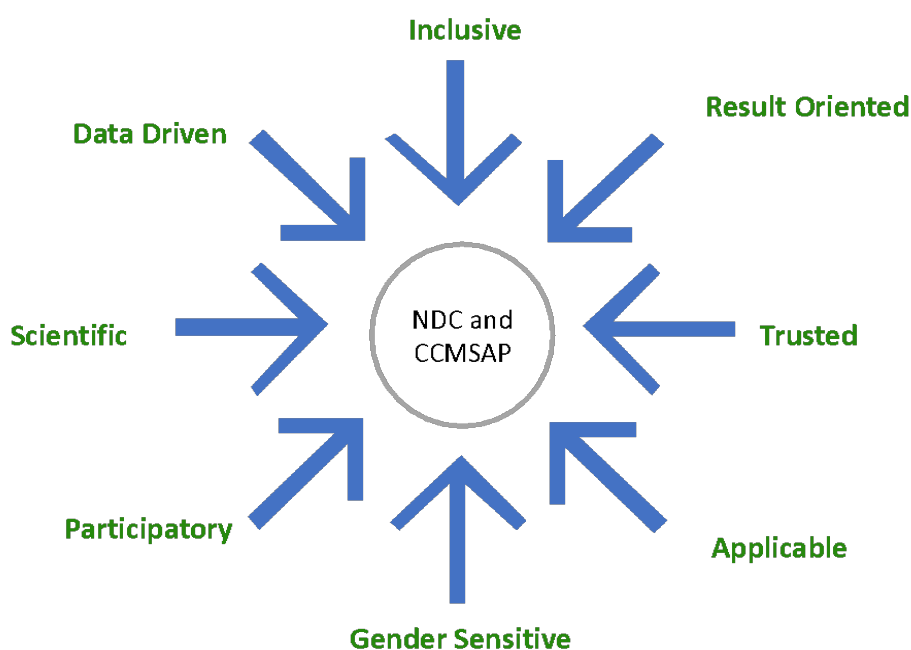 Inclusive
Result Oriented
Data Driven
NDC and
CCMSAP
Scientific
Trusted
Participatory
Applicable
Gender Sensitive